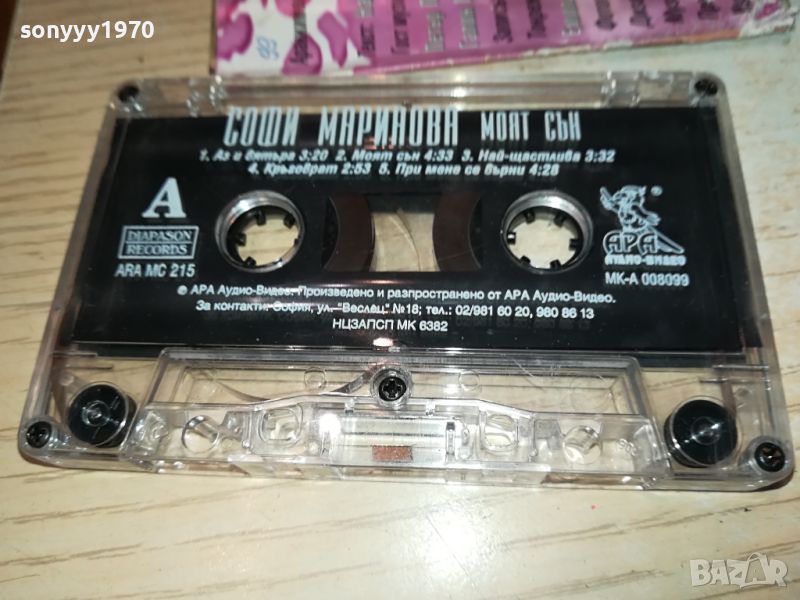 sonyyy1970
83
СОФИ МАРИНОВА МОЯТ СЪН
1. Аз и вятъра 3:20 2. Моят сън 4:33 3. Най-щастлива 3:32
4. Кръговрат 2:53 5. При мене се върни 4:28
A
DIAPASON
RECORDS
ARA MC 215
®
АРА
АУДИО-ВИДЕО
MK-A 008099
© АРА Аудио-Видео. Произведено и разпространено от АРА Аудио-Видео.
За контакти: София, ул. "Веслец" №18; тел.: 02/981 60 20, 980 86 13
НЦЗАПСП МК 6382
BAZAR